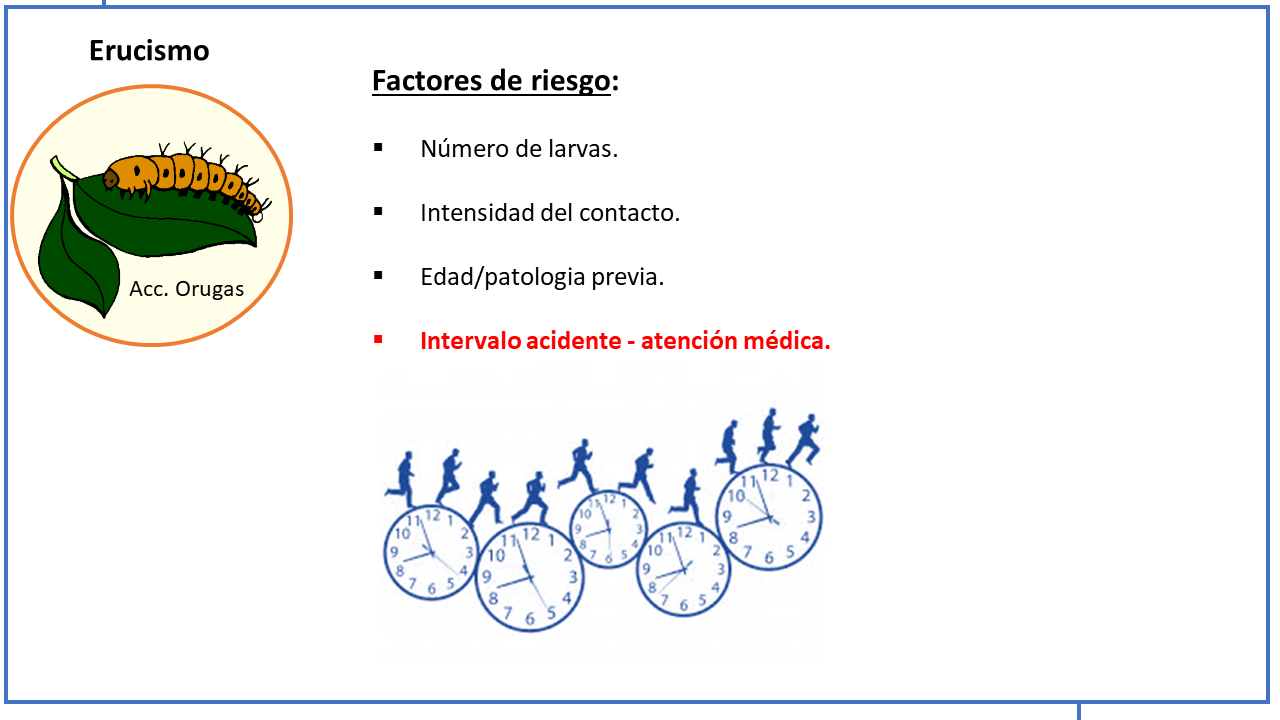 Erucismo
Acc. Orugas
Factores de riesgo:
▪ Número de larvas.
▪ Intensidad del contacto.
▪ Edad/patologia previa.
▪ Intervalo acidente - atención médica.
12 1 2 3 4 5 6 7 8 9 10 11
12 1 2 3 4 5 6 7 8 9 10 11
12 1 2 3 4 5 6 7 8 9 10 11
12 1 2 3 4 5 6 7 8 9 10 11
12 1 2 3 4 5 6 7 8 9 10 11